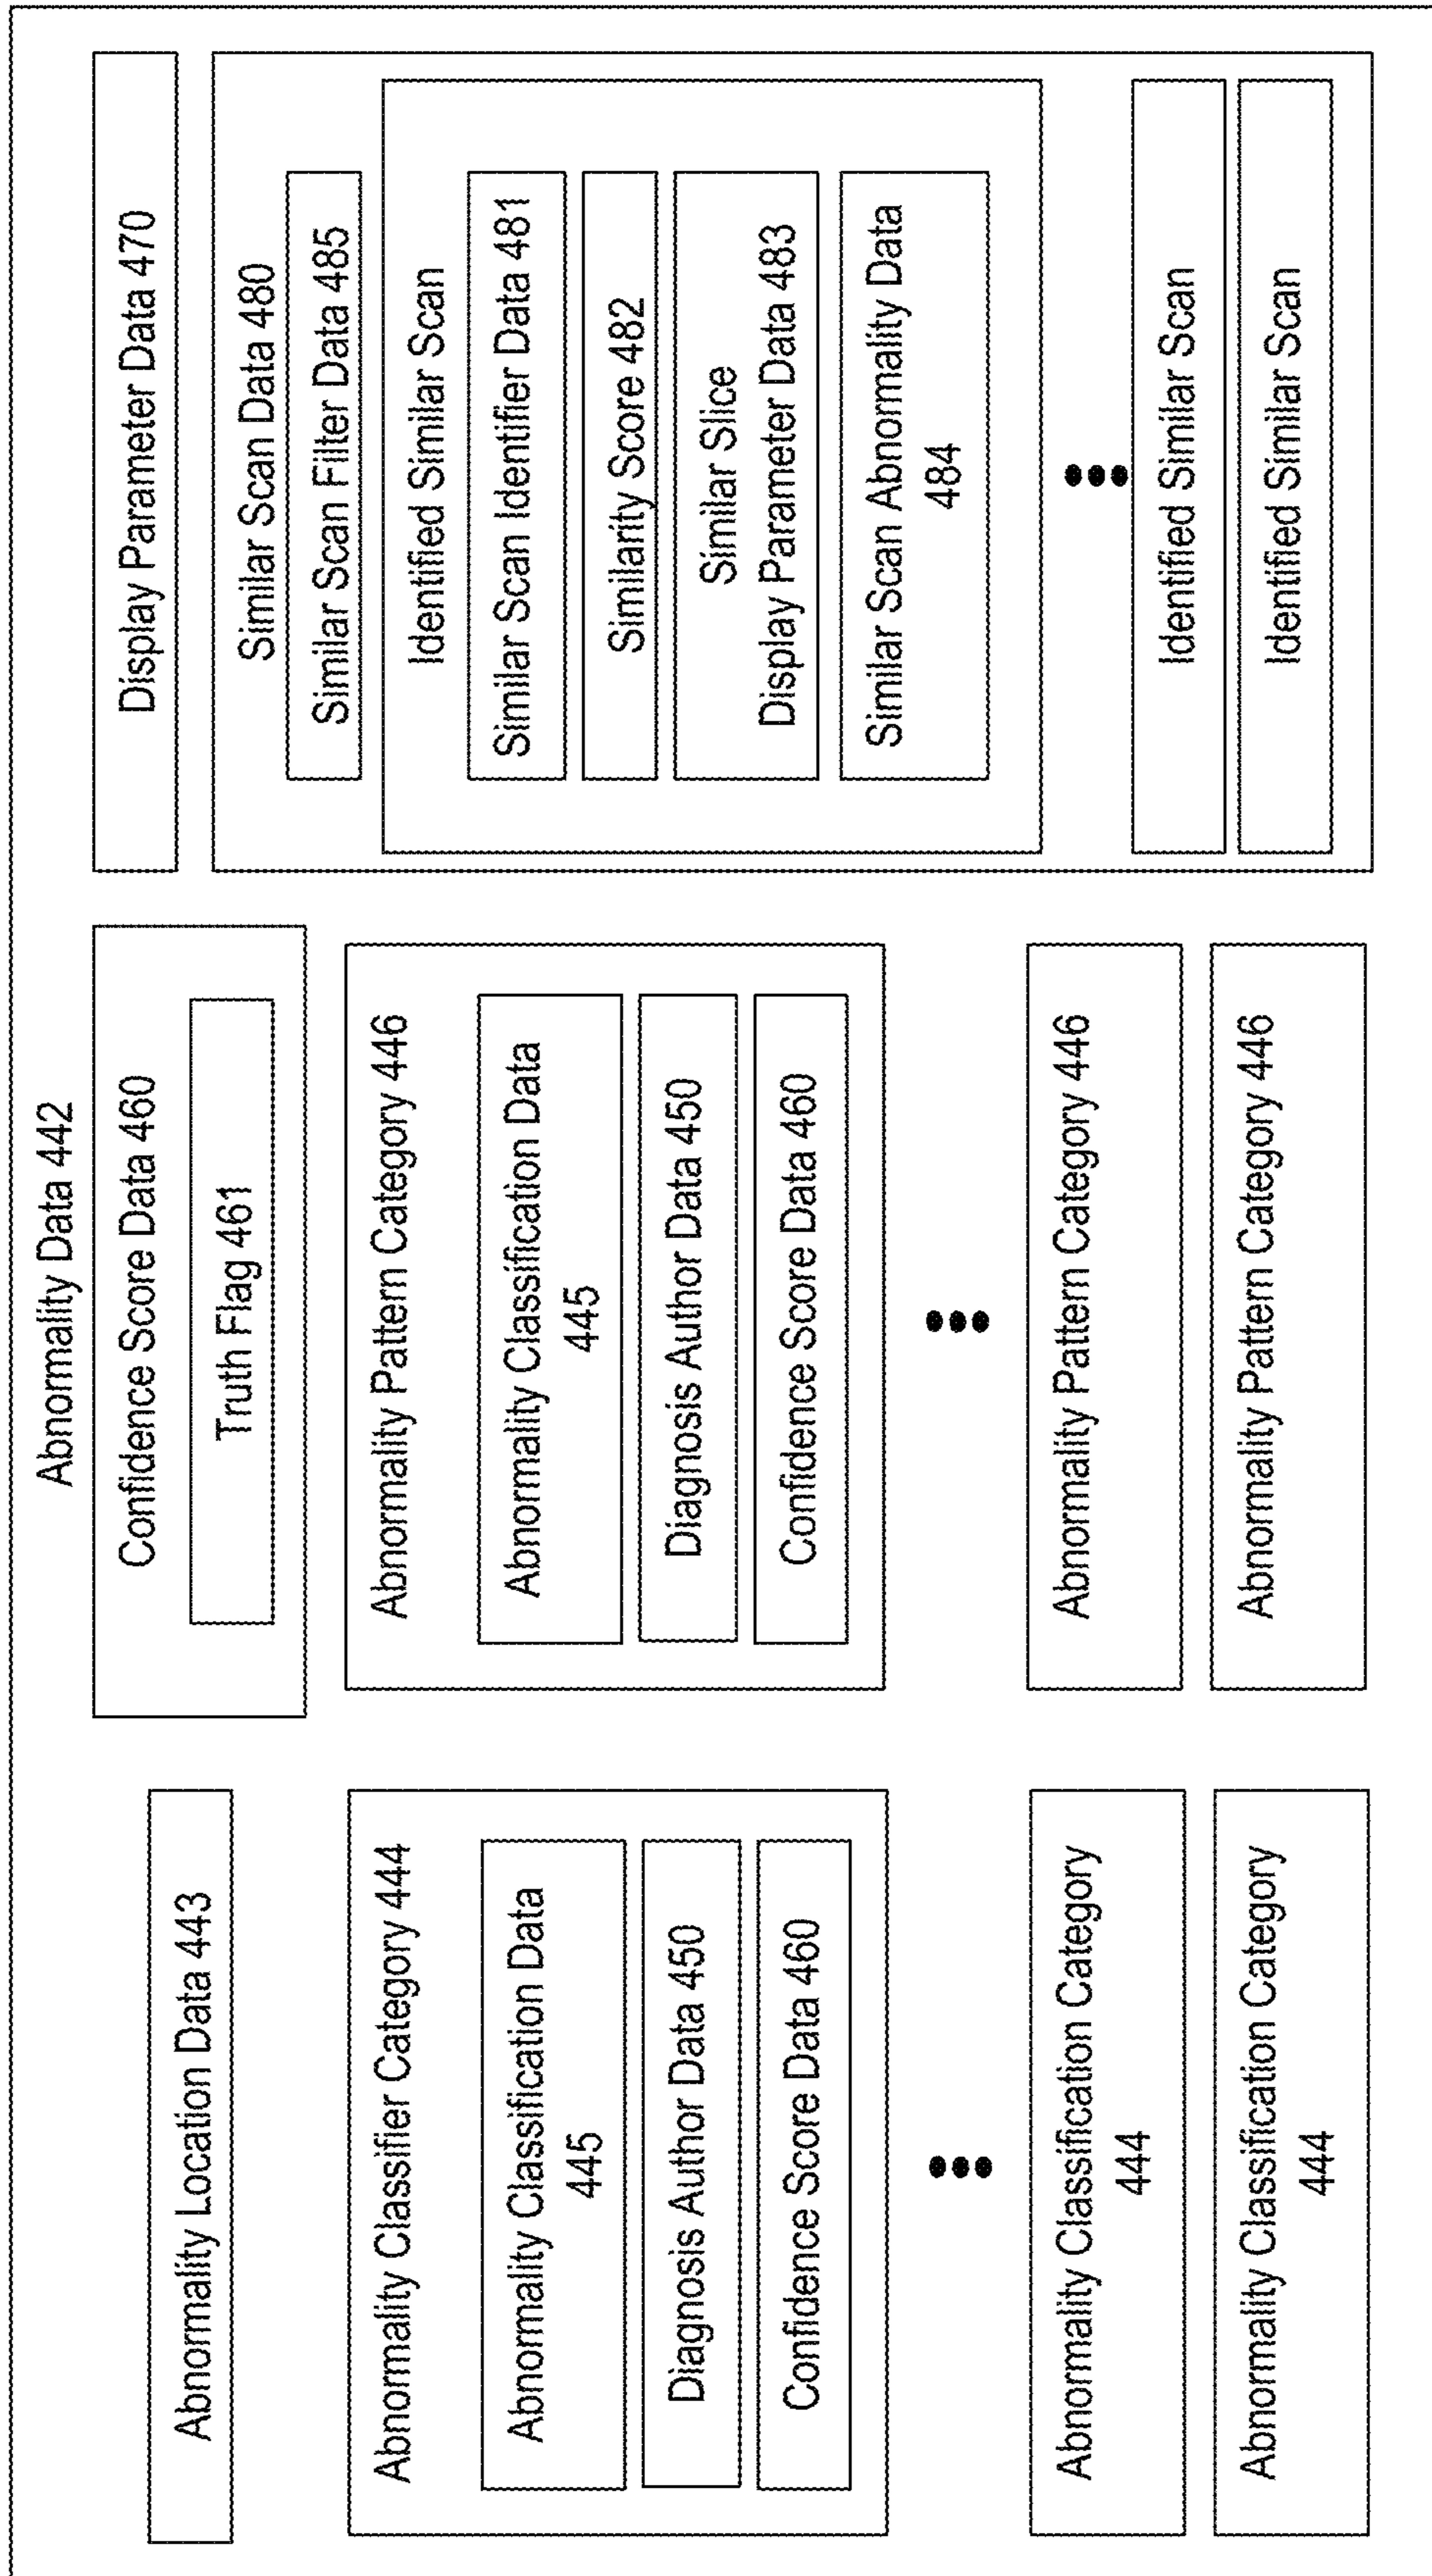 Abnormality Data 442
Abnormality Location Data 443
Abnormality Classifier Category 444
Abnormality Classification Data
445
Diagnosis Author Data 450
Confidence Score Data 460
Abnormality Classification Category
444
Abnormality Classification Category
444
Confidence Score Data 460
Truth Flag 461
Abnormality Pattern Category 446
Abnormality Classification Data
445
Diagnosis Author Data 450
Confidence Score Data 460
Abnormality Pattern Category 446
Abnormality Pattern Category 446
Display Parameter Data 470
Similar Scan Data 480
Similar Scan Filter Data 485
Identified Similar Scan
Similar Scan Identifier Data 481
Similarity Score 482
Similar Slice
Display Parameter Data 483
Similar Scan Abnormality Data
484
Identified Similar Scan
Identified Similar Scan